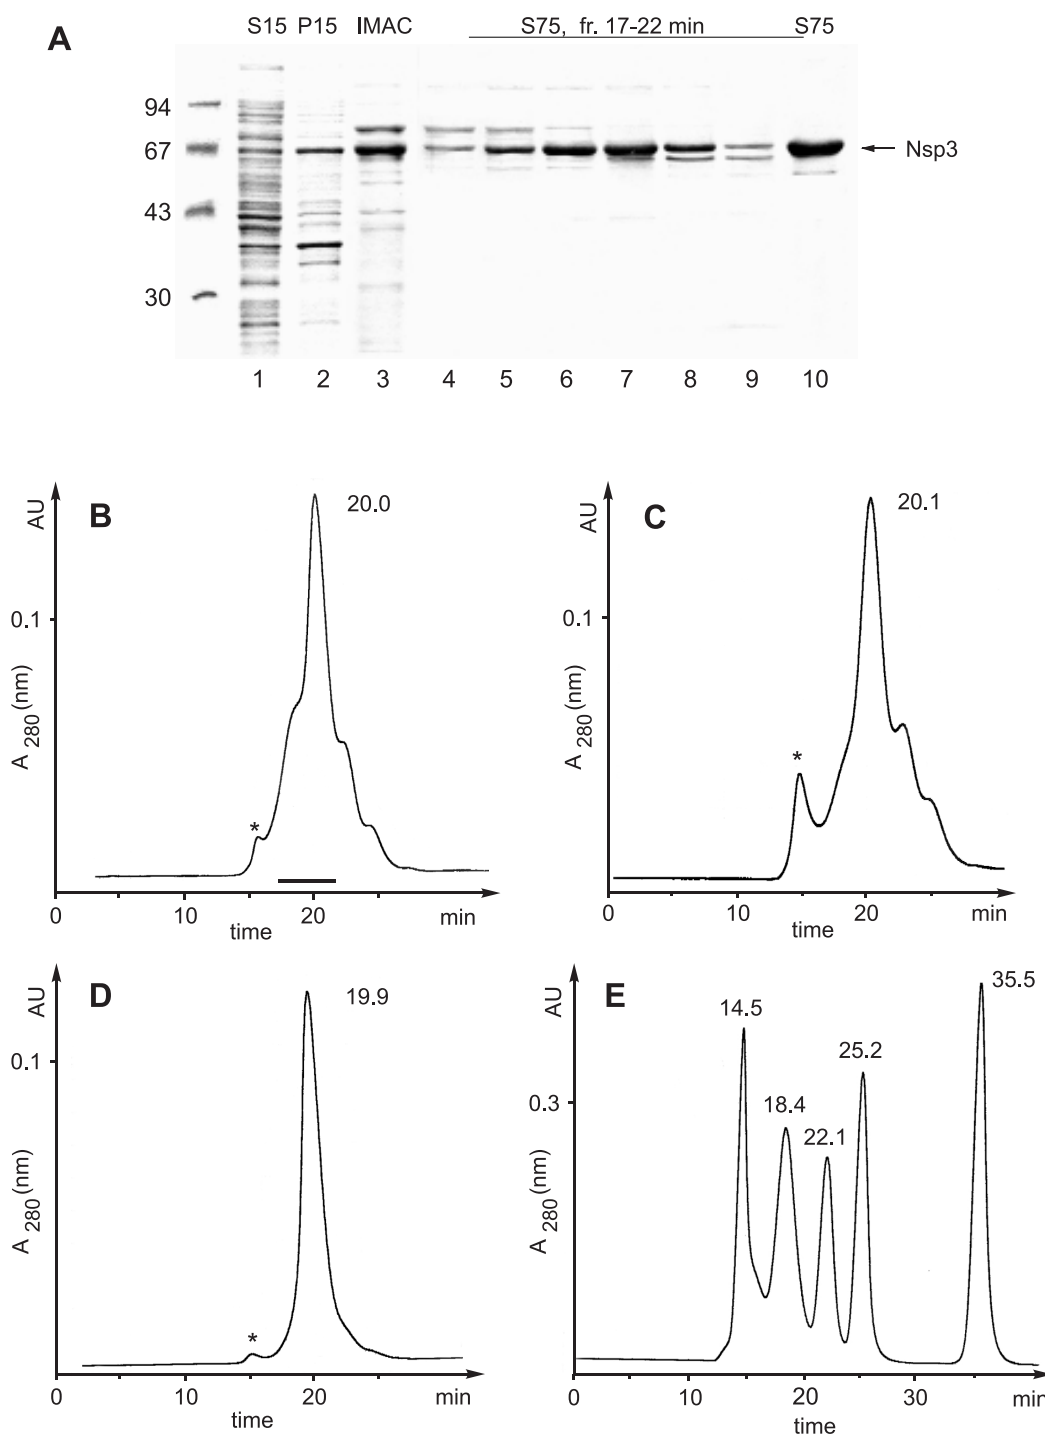 A
S15 P15 IMAC S75, fr. 17-22 min S75
94
67
43
30
Nsp3
1 2 3 4 5 6 7 8 9 10
B
AU
20.0
0.1
A 280 (nm)
0 10 20 min
time
*
C
AU
20.1
0.1
A 280 (nm)
0 10 20 min
time
*
D
AU
19.9
0.1
A 280 (nm)
0 10 20 min
time
*
E
AU
14.5
18.4
22.1
25.2
35.5
0.3
A 280 (nm)
0 10 20 30 min
time